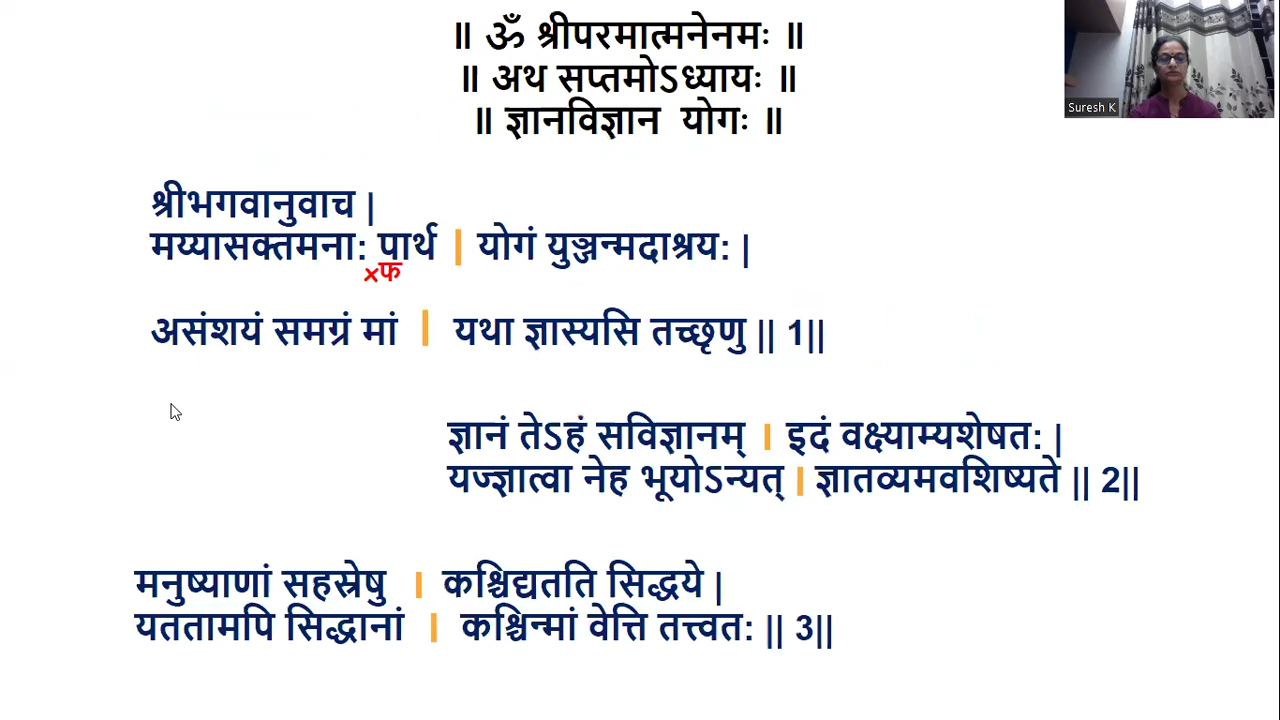 ॥ ॐ श्रीपरमात्मनेनमः ॥
॥ अथ सप्तमोऽध्यायः ॥
॥ ज्ञानविज्ञान योगः ॥
Suresh K
श्रीभगवानुवाच |
मय्यासक्तमना: पार्थ | योगं युञ्जन्मदाश्रय: |
×फ
असंशयं समग्रं मां | यथा ज्ञास्यसि तच्छृणु || 1||
ज्ञानं तेऽहं सविज्ञानम् | इदं वक्ष्याम्यशेषत: |
यज्ज्ञात्वा नेह भूयोऽन्यत् | ज्ञातव्यमवशिष्यते || 2||
मनुष्याणां सहस्रेषु | कश्चिद्यतति सिद्धये |
यततामपि सिद्धानां | कश्चिन्मां वेत्ति तत्त्वत: || 3||